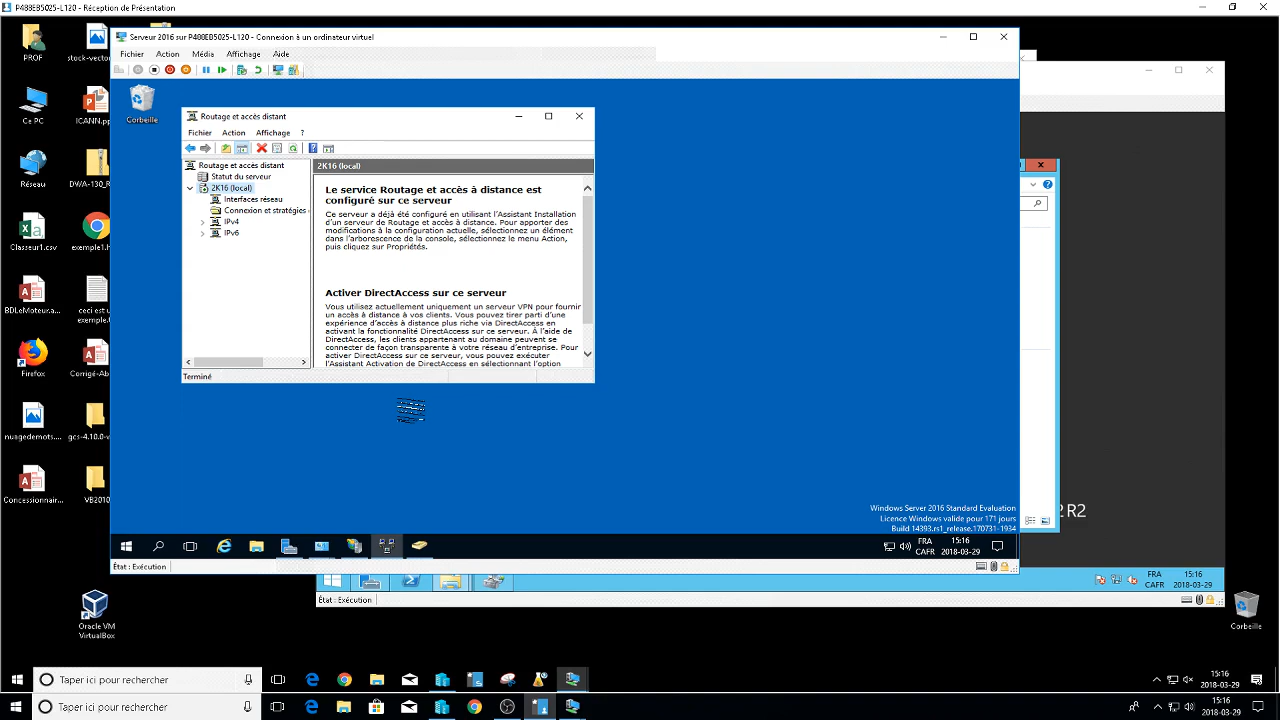 P488EB5025-L120 - Réception de Présentation
PROF
stock-vector
Ce PC
ICANN.ppt
Réseau
DWA-130_R
Classeur1.csv
exemple1.h
BDLeMoteur.a...
ceci est u
exemple.
Firefox
Corrigé-Ab
nuagedemots....
gcs-4.10.0-v
Concessionnair...
VB2010
Oracle VM
VirtualBox
Corbeille
Serveur 2016 sur P488EB5025-L120 - Connexion à un ordinateur virtuel
Fichier Action Média Affichage Aide
Corbeille
Routage et accès distant
Fichier Action Affichage ?
Routage et accès distant
Statut du serveur
2K16 (local)
Interfaces réseau
Connexion et stratégies
IPv4
IPv6
2K16 (local)
Le service Routage et accès à distance est
configuré sur ce serveur
Ce serveur a déjà été configuré en utilisant l'Assistant Installation
d'un serveur de Routage et accès à distance. Pour apporter des
modifications à la configuration actuelle, sélectionnez un élément
dans l'arborescence de la console, sélectionnez le menu Action,
puis cliquez sur Propriétés.
Activer DirectAccess sur ce serveur
Vous utilisez actuellement uniquement un serveur VPN pour fournir
un accès à distance à vos clients. Vous pouvez tirer parti d'une
expérience d'accès à distance plus riche via DirectAccess en
activant la fonctionnalité DirectAccess sur ce serveur. À l'aide de
DirectAccess, les clients appartenant au domaine peuvent se
connecter de façon transparente à votre réseau d'entreprise. Pour
activer DirectAccess sur ce serveur, vous pouvez exécuter
l'Assistant Activation de DirectAccess en sélectionnant l'option
Terminé
Windows Server 2016 Standard Evaluation
Licence Windows valide pour 171 jours
Build 14393.rs1_release.170731-1934
FRA
CAFR
15:16
2018-03-29
État : Exécution
2 R2
FRA
CAFR
15:16
2018-03-29
État : Exécution
Taper ici pour rechercher
15:16
2018-03-29
Taper ici pour rechercher
15:16
2018-03-29